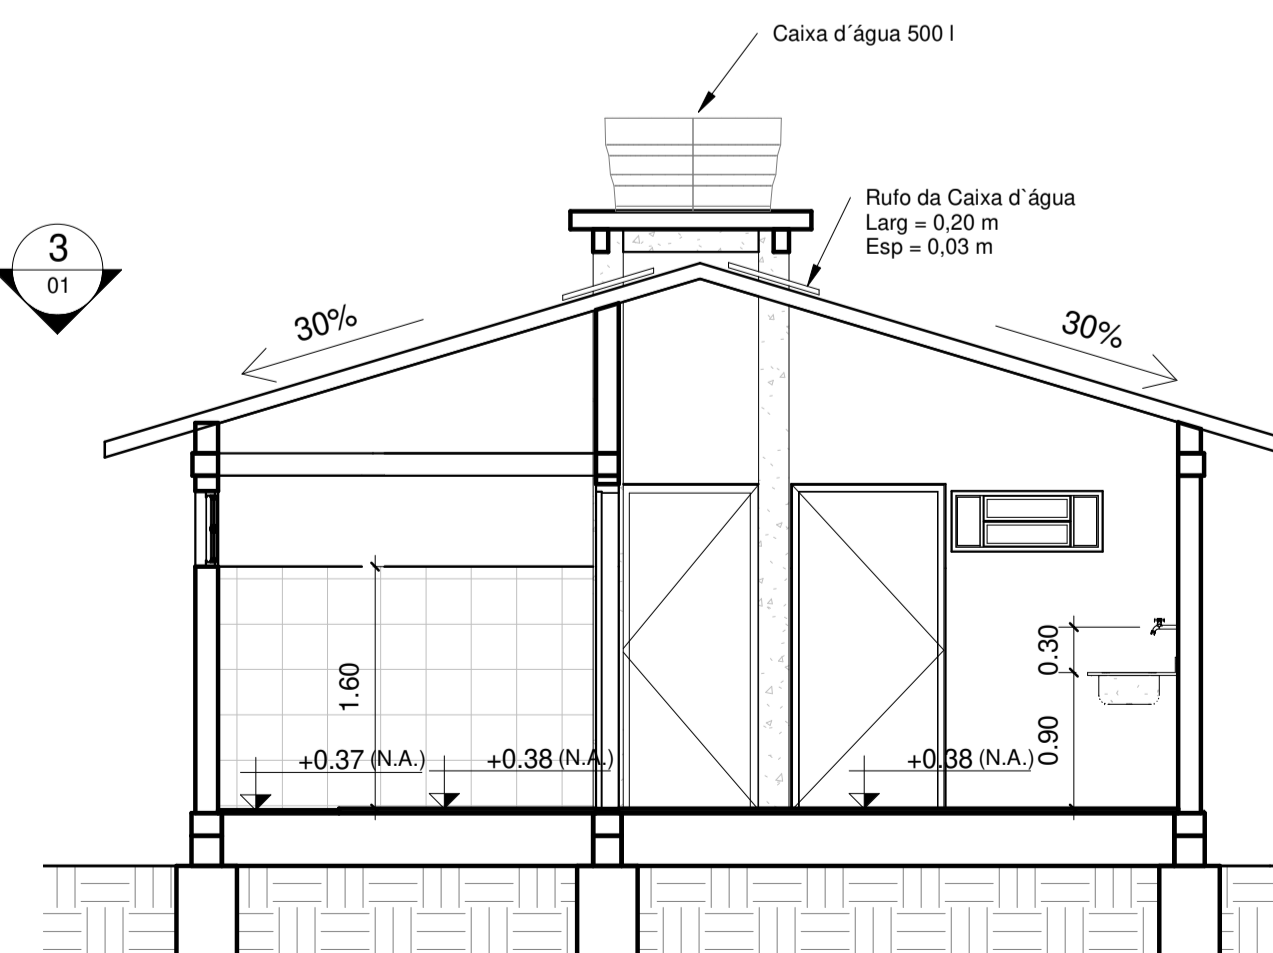 Caixa d´água 500 l
Rufo da Caixa d`água
Larg = 0,20 m
Esp = 0,03 m
3
01
30%
30%
0.30
1.60
0.90
+0.37 (N.A.)
+0.38 (N.A.)
+0.38 (N.A.)